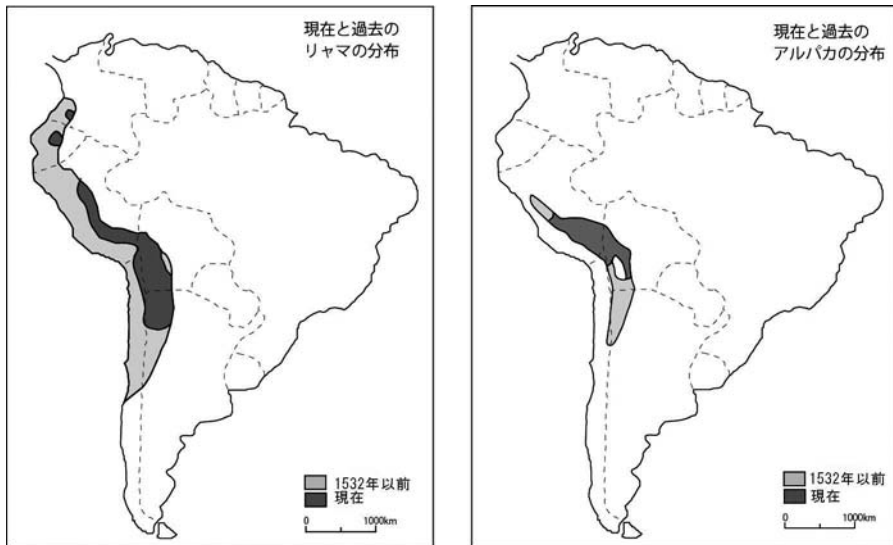 現在と過去の
リャマの分布
1532年以前
現在
0 1000km
現在と過去の
アルパカの分布
1532年以前
現在
0 1000km